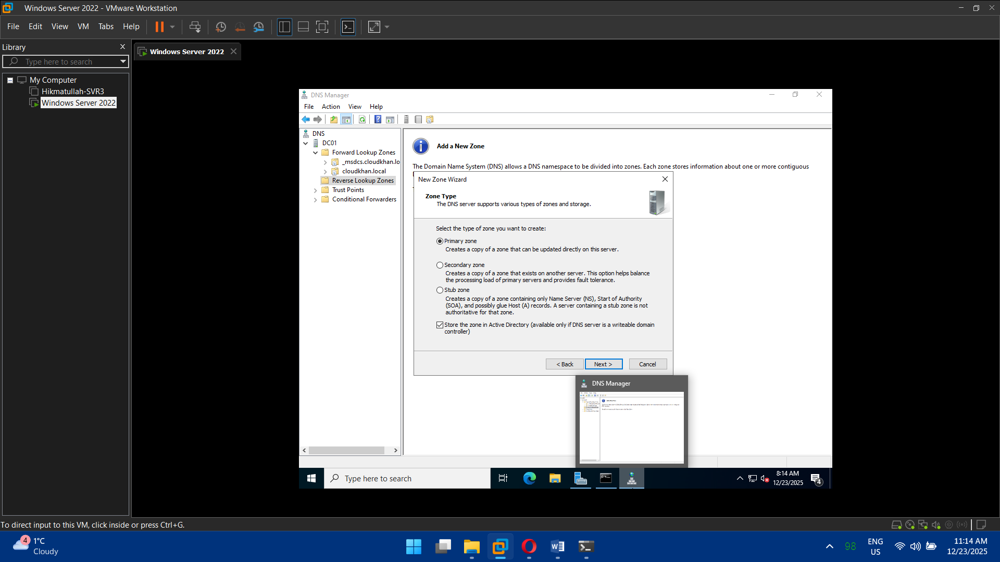 Windows Server 2022 - VMware Workstation
File Edit View VM Tabs Help
Library
Type here to search
My Computer
Hikmatullah-SVR3
Windows Server 2022
Windows Server 2022
DNS Manager
File Action View Help
DNS
DC01
Forward Lookup Zones
_msdcs.cloudkhan.lo
cloudkhan.local
Reverse Lookup Zones
Trust Points
Conditional Forwarders
Add a New Zone
The Domain Name System (DNS) allows a DNS namespace to be divided into zones. Each zone stores information about one or more contiguous
New Zone Wizard
Zone Type
The DNS server supports various types of zones and storage.
Select the type of zone you want to create:
Primary zone
Creates a copy of a zone that can be updated directly on this server.
Secondary zone
Creates a copy of a zone that exists on another server. This option helps balance
the processing load of primary servers and provides fault tolerance.
Stub zone
Creates a copy of a zone containing only Name Server (NS), Start of Authority
(SOA), and possibly glue Host (A) records. A server containing a stub zone is not
authoritative for that zone.
Store the zone in Active Directory (available only if DNS server is a writeable domain
controller)
< Back Next > Cancel
DNS Manager
Type here to search
8:14 AM
12/23/2025
4
To direct input to this VM, click inside or press Ctrl+G.
4
1°C
Cloudy
98
ENG
US
11:14 AM
12/23/2025